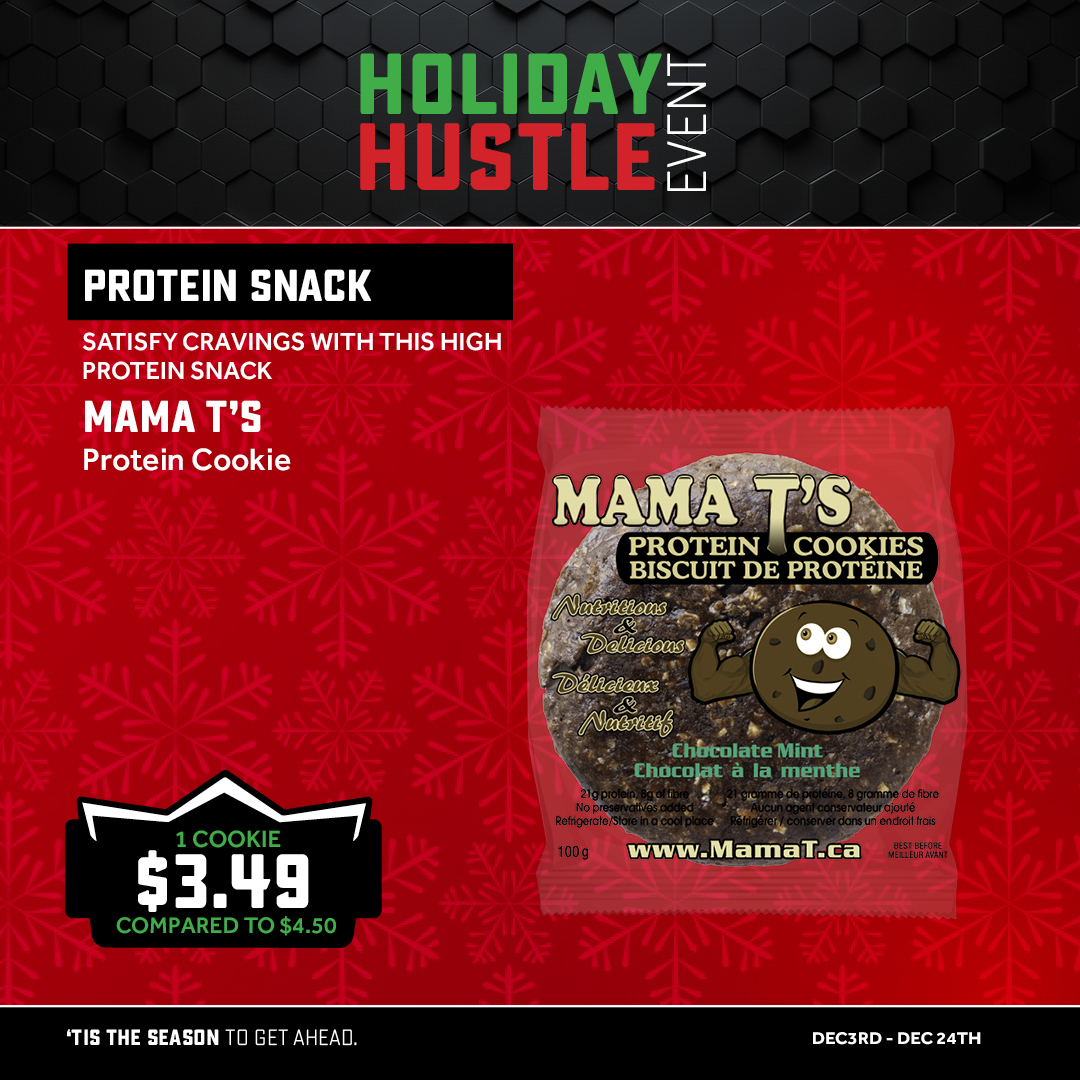 HOLIDAY
HUSTLE
EVENT
PROTEIN SNACK
SATISFY CRAVINGS WITH THIS HIGH
PROTEIN SNACK
MAMA T'S
Protein Cookie
MAMA T'S
PROTEIN COOKIES
BISCUIT DE PROTÉINE
Nutritious
&
Delicious
Délicieux
&
Nutritif
Chocolate Mint
Chocolat à la menthe
21g protein, 8g of fibre
No preservatives added
Refrigerate/Store in a cool place
21 gramme de protéine, 8 gramme de fibre
Aucun agent conservateur ajouté
Refrigérer / conserver dans un endroit frais
100 g
www.MamaT.ca
BEST BEFORE
MEILLEUR AVANT
1 COOKIE
$3.49
COMPARED TO $4.50
'TIS THE SEASON TO GET AHEAD.
DEC3RD - DEC 24TH